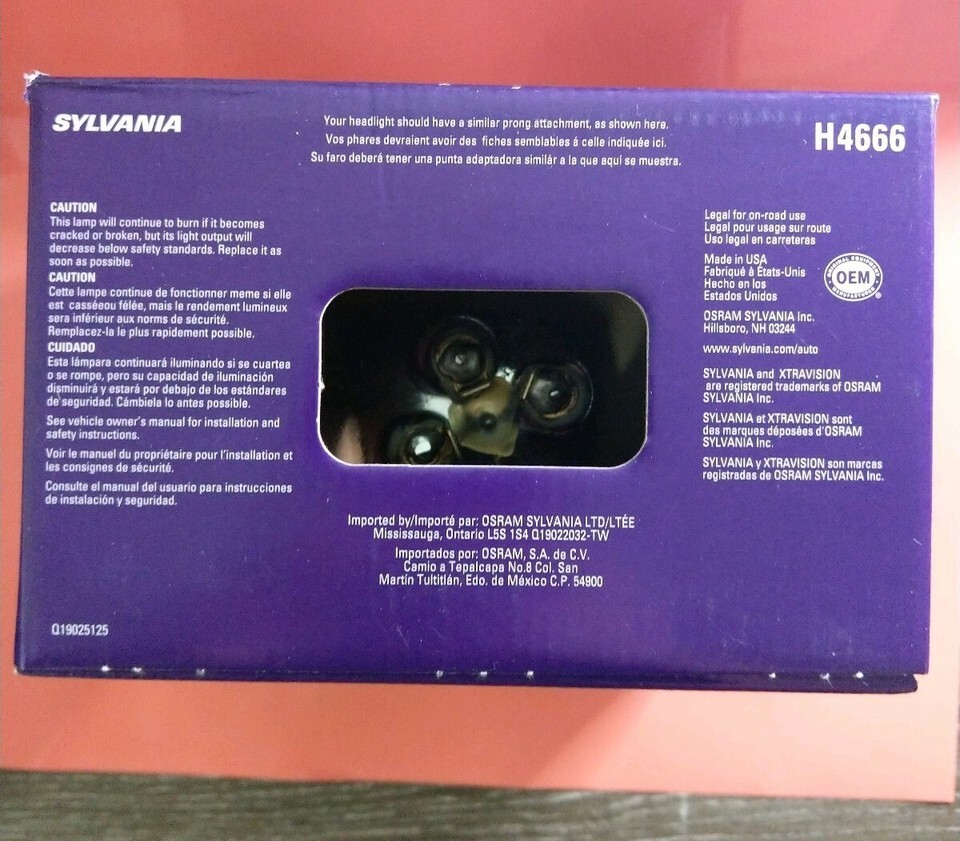 SYLVANIA
Your headlight should have a similar prong attachment, as shown here.
Vos phares devraient avoir des fiches semblables á celle indiquée ici.
Su faro deberá tener una punta adaptadora similár a la que aquí se muestra.
H4666
CAUTION
This lamp will continue to burn if it becomes
cracked or broken, but its light output will
decrease below safety standards. Replace it as
soon as possible.
CAUTION
Cette lampe continue de fonctionner meme si elle
est casséeou fêlée, mais le rendement lumineux
sera inférieur aux norms de sécurité.
Remplacez-la le plus rapidement possible.
CUIDADO
Esta lámpara continuará iluminando si se cuartea
o se rompe, pero su capacidad de iluminación
disminuirá y estará por debajo de los estándares
de seguridad. Cámbiela lo antes possible.
See vehicle owner's manual for installation and
safety instructions.
Voir le manuel du propriétaire pour l'installation et
les consignes de sécurité.
Consulte el manual del usuario para instrucciones
de instalación y seguridad.
Q19025125
Imported by/Importé par: OSRAM SYLVANIA LTD/LTÉE
Mississauga, Ontario L5S 1S4 Q19022032-TW
Importados por: OSRAM, S.A. de C.V.
Camio a Tepalcapa No.8 Col. San
Martín Tultitlán, Edo. de México C.P. 54900
Legal for on-road use
Legal pour usage sur route
Uso legal en carreteras
Made in USA
Fabriqué à États-Unis
Hecho en los
Estados Unidos
ORIGINAL EQUIPMENT
OEM
MANUFACTURER
®
OSRAM SYLVANIA Inc.
Hillsboro, NH 03244
www.sylvania.com/auto
SYLVANIA and XTRAVISION
are registered trademarks of OSRAM
SYLVANIA Inc.
SYLVANIA et XTRAVISION sont
des marques déposées d'OSRAM
SYLVANIA Inc.
SYLVANIA y XTRAVISION son marcas
registradas de OSRAM SYLVANIA Inc.